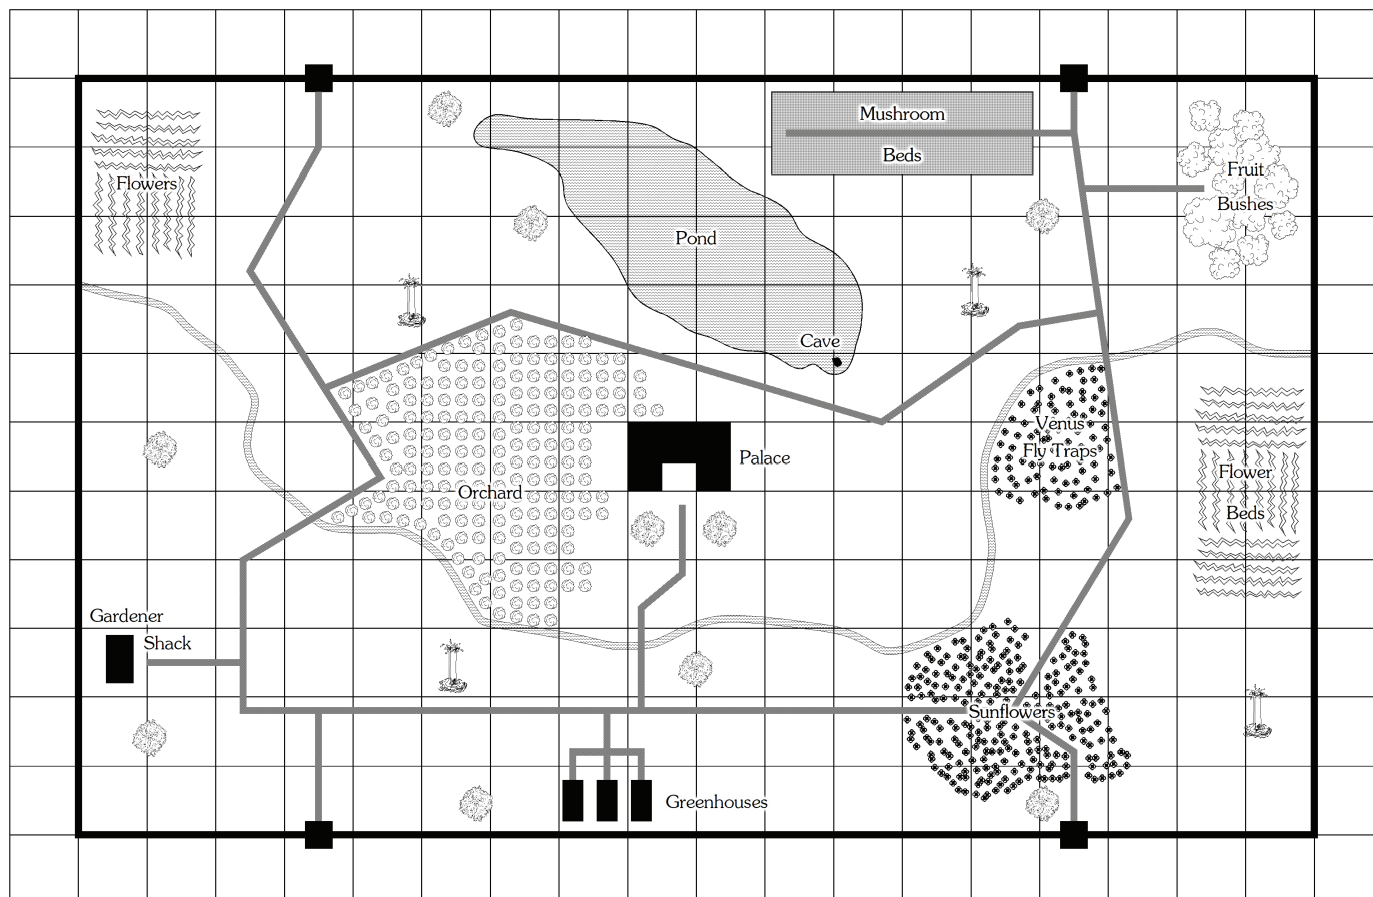 Mushroom
Beds
Flowers
Fruit
Bushes
Pond
Cave
Venus
Fly Traps
Palace
Orchard
Flower
Beds
Gardener
Shack
Sunflowers
Greenhouses